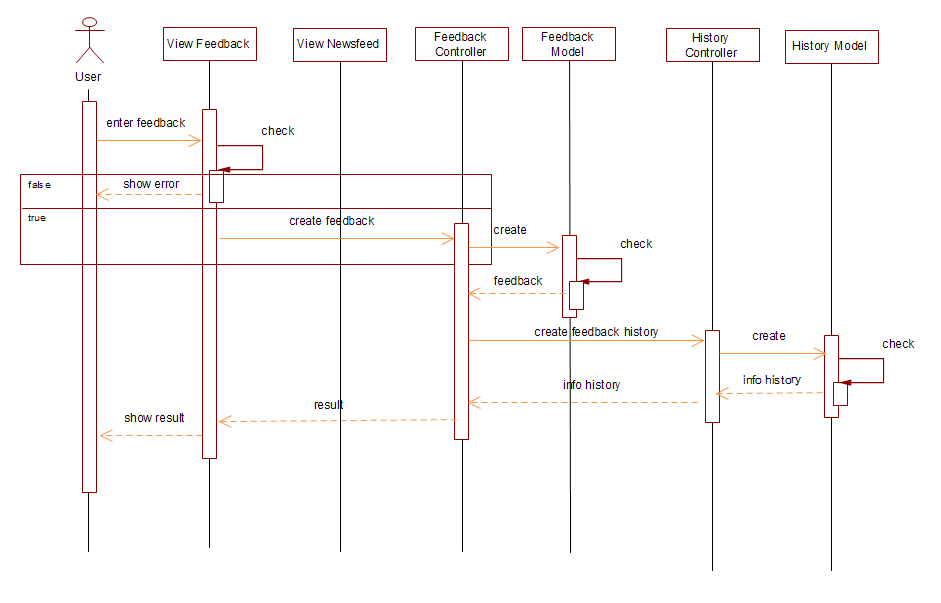 View Feedback
View Newsfeed
Feedback
Controller
Feedback
Model
History
Controller
History Model
User
enter feedback
check
false
show error
true
create feedback
create
check
feedback
create feedback history
create
check
info history
info history
result
show result